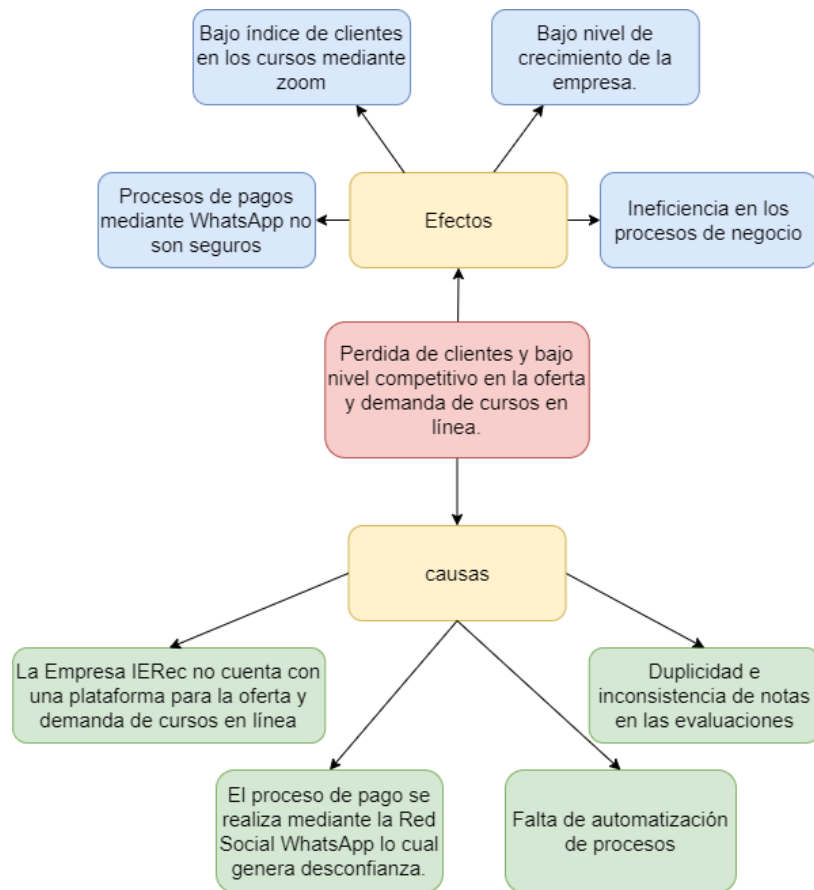 Bajo índice de clientes
en los cursos mediante
zoom
Bajo nivel de
crecimiento de la
empresa.
Procesos de pagos
mediante WhatsApp no
son seguros
Efectos
Ineficiencia en los
procesos de negocio
Perdida de clientes y bajo
nivel competitivo en la oferta
y demanda de cursos en
línea.
causas
La Empresa IERec no cuenta con
una plataforma para la oferta y
demanda de cursos en línea
Duplicidad e
inconsistencia de notas
en las evaluaciones
El proceso de pago se
realiza mediante la Red
Social WhatsApp lo cual
genera desconfianza.
Falta de automatización
de procesos